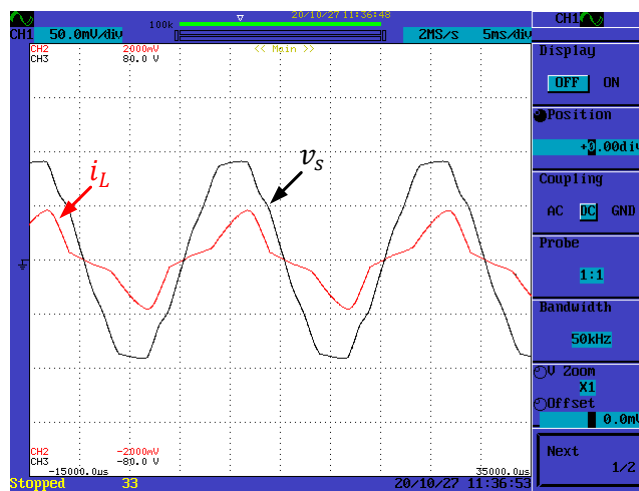 100k
20/10/27 11:36:48
CH1 50.0mV/div
2MS/s 5ms/div
CH2 2000mV
CH3 80.0 V
<< Main >>
i_L
v_S
CH2 -2000mV
CH3 -80.0 V
-15000.0us
35000.0us
Stopped 33
20/10/27 11:36:53
CH1
Display
OFF ON
Position
+0.00div
Coupling
AC DC GND
Probe
1:1
Bandwidth
50kHz
V Zoom
X1
Offset
0.0m
Next
1/2